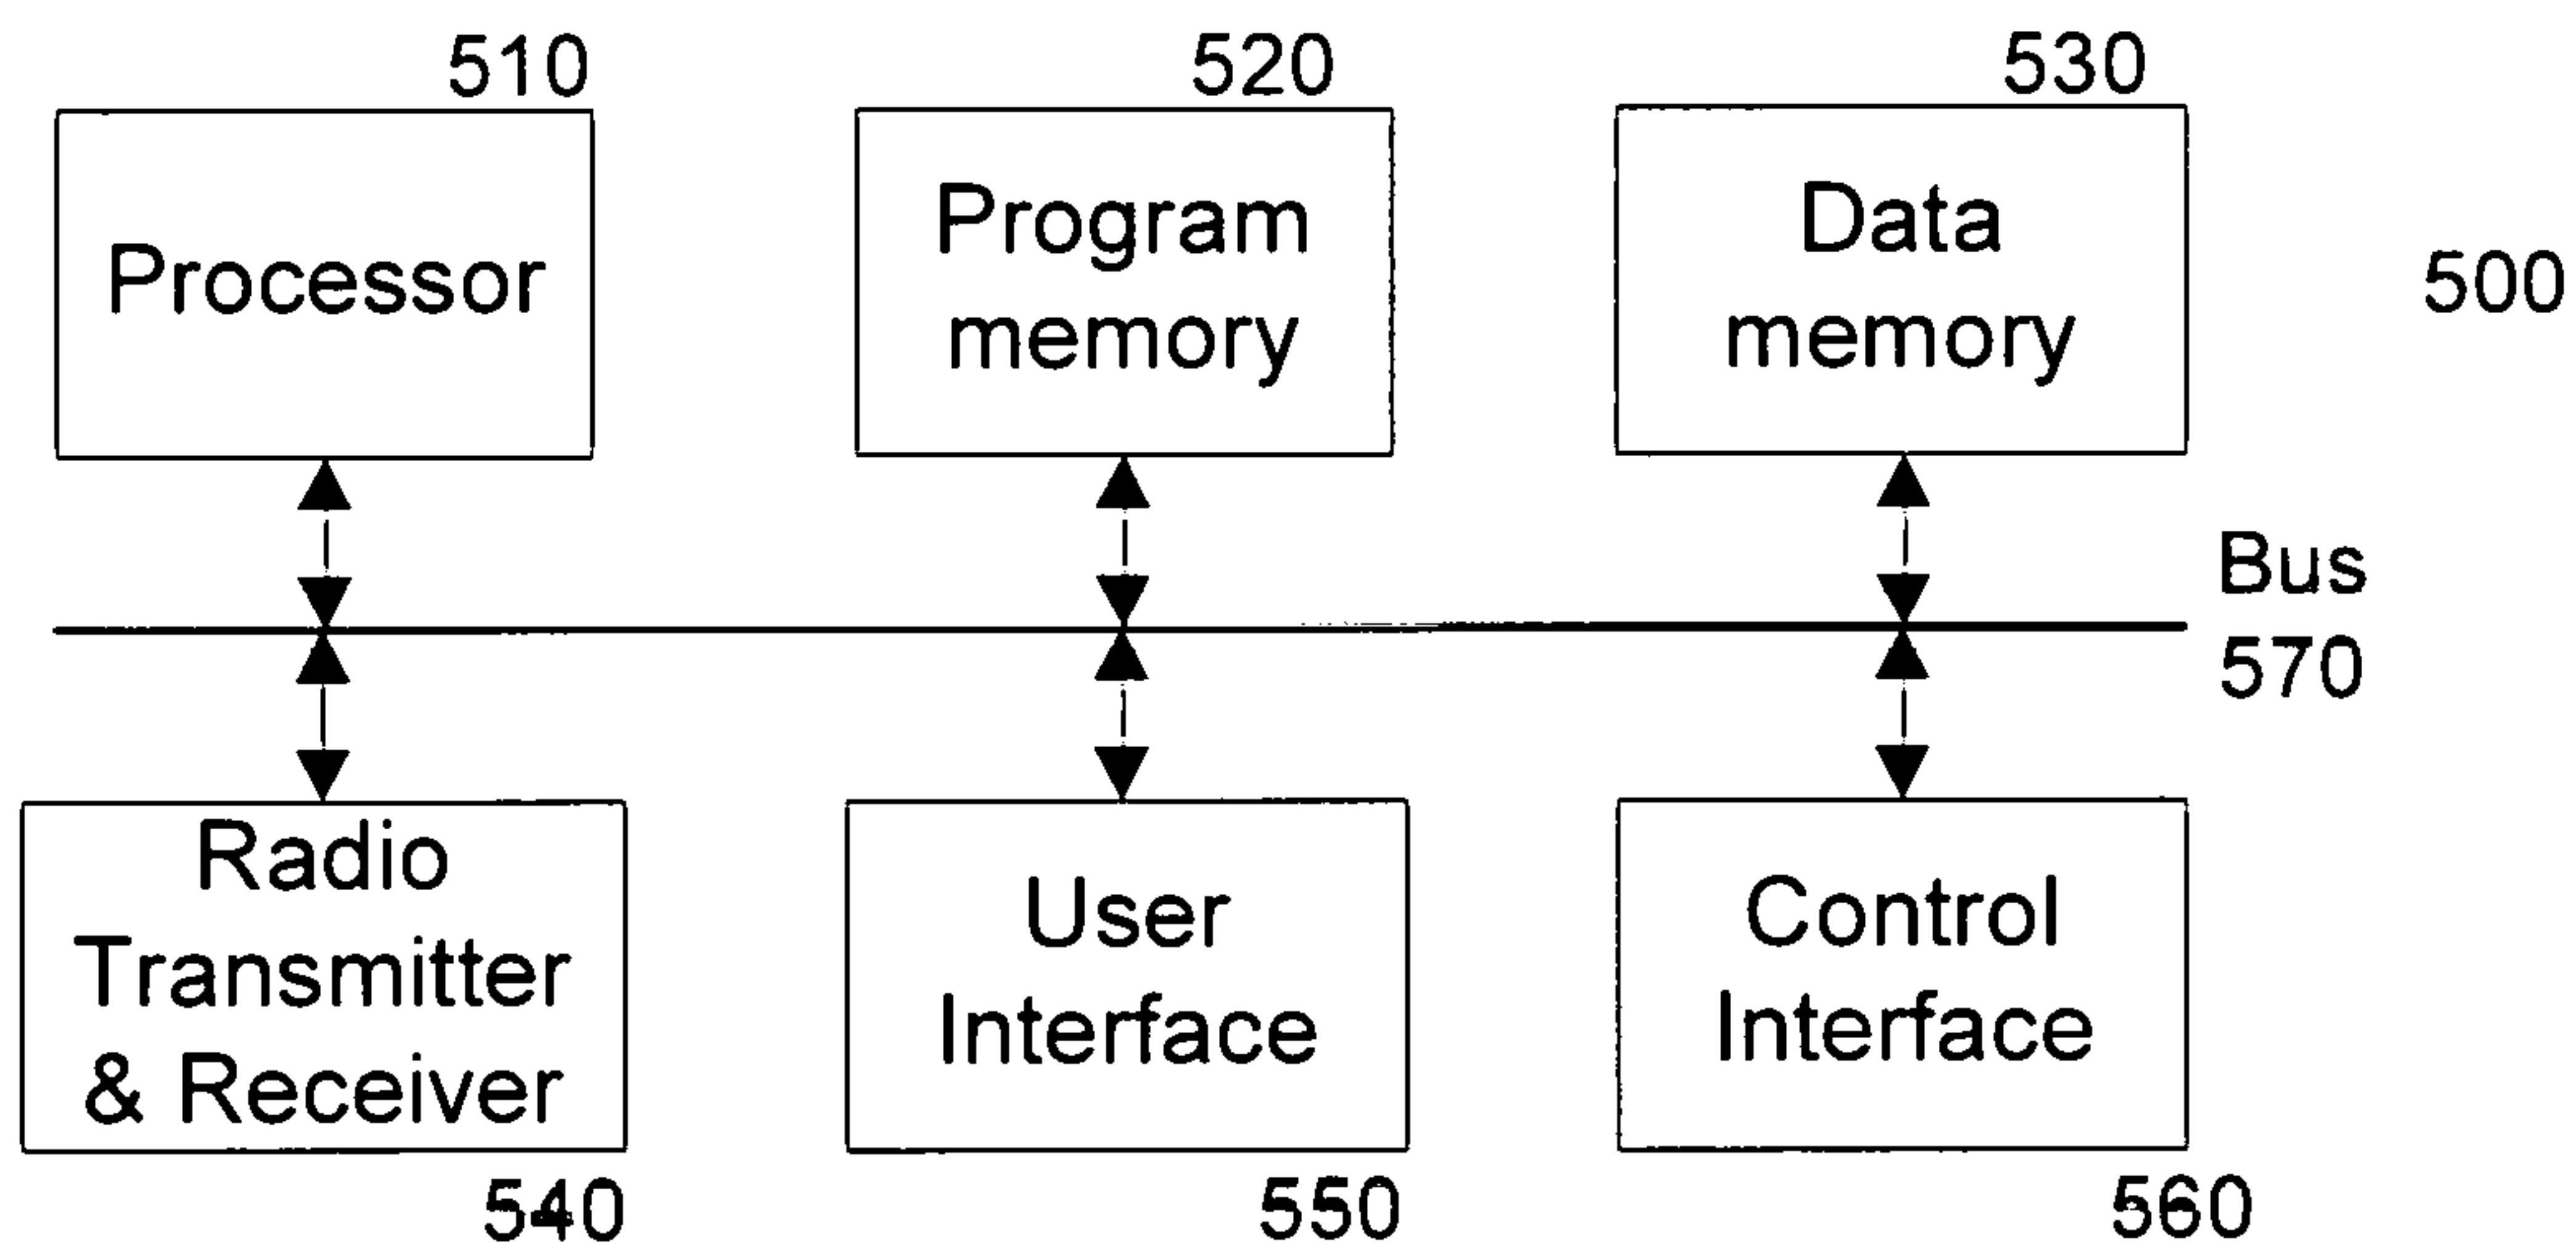 510
520
530
Processor
Program
memory
Data
memory
500
Bus
570
Radio
Transmitter
& Receiver
User
Interface
Control
Interface
540
550
560